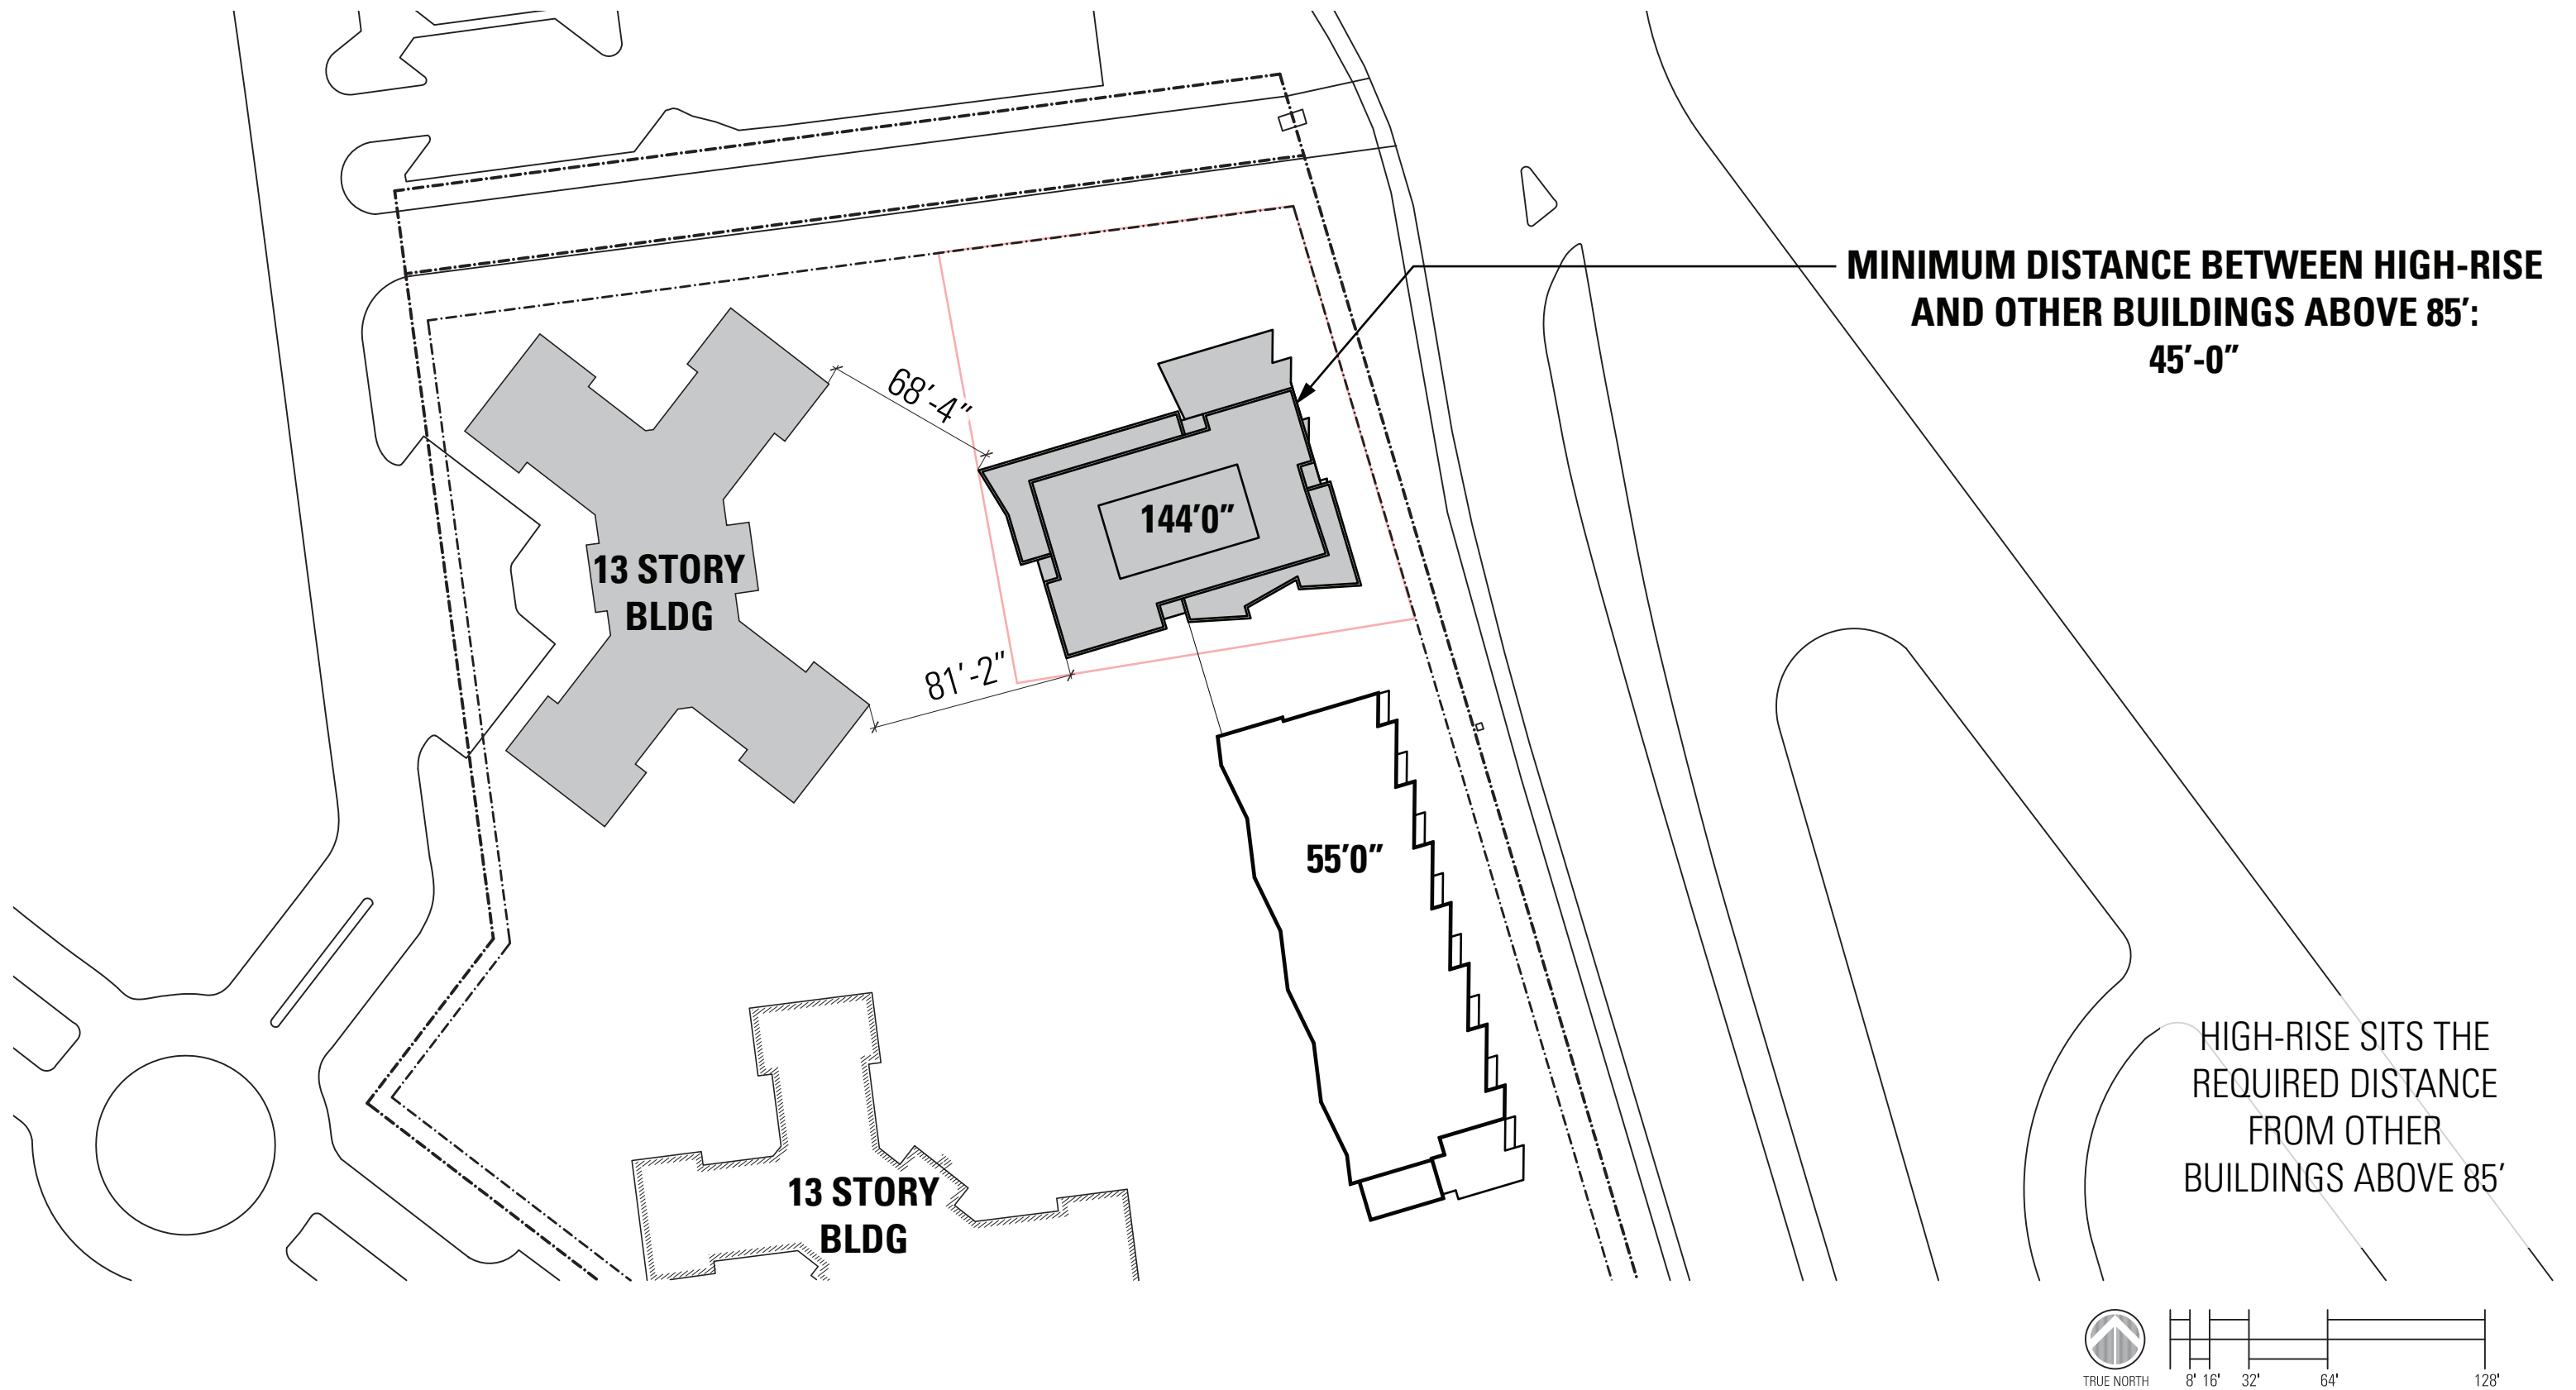 MINIMUM DISTANCE BETWEEN HIGH-RISE
AND OTHER BUILDINGS ABOVE 85’:
45’-0”
68’-4”
144’0”
13 STORY
BLDG
81’-2”
55’0”
HIGH-RISE SITS THE
REQUIRED DISTANCE
FROM OTHER
BUILDINGS ABOVE 85’
13 STORY
BLDG
TRUE NORTH
8' 16' 32' 64' 128'